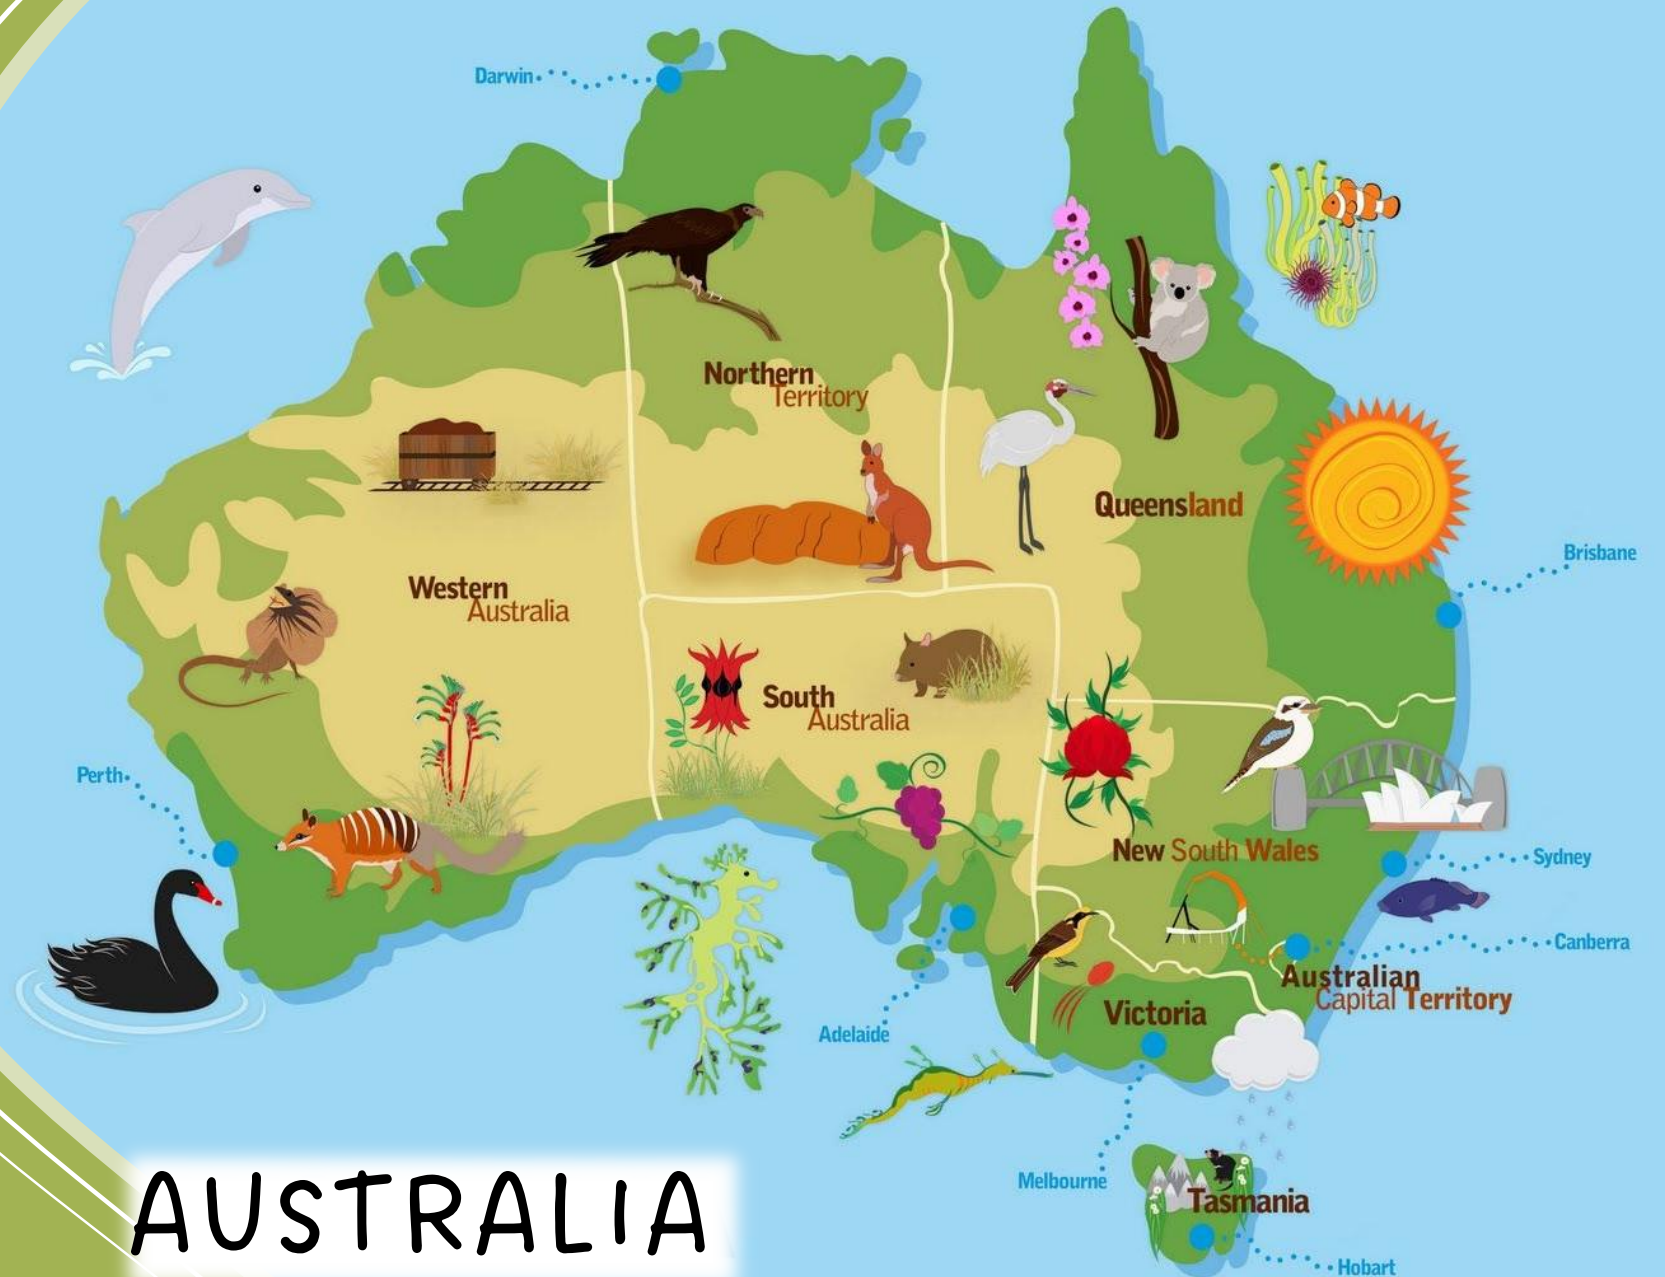 Darwin
Northern
Territory
Queensland
Brisbane
Western
Australia
South
Australia
Perth
New South Wales
Sydney
Canberra
Australian
Capital Territory
Victoria
Adelaide
Melbourne
Tasmania
Hobart
AUSTRALIA